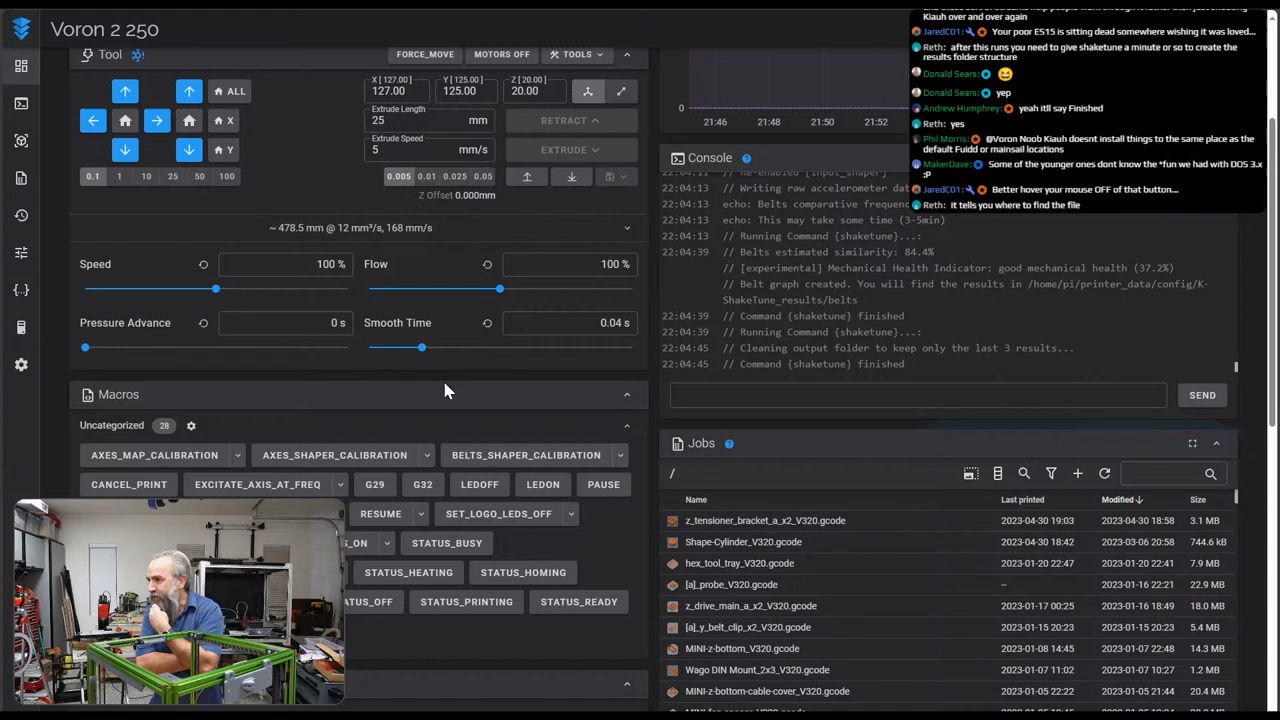 Voron 2 250
Tool
FORCE_MOVE
MOTORS OFF
TOOLS
ALL
X
Y
0.1
1
10
25
50
100
X [127.00]
127.00
Y [125.00]
125.00
Z [20.00]
20.00
Extrude Length
25
mm
RETRACT
Extrude Speed
5
mm/s
EXTRUDE
0.005
0.01
0.025
0.05
Z Offset 0.000mm
~ 478.5 mm @ 12 mm³/s, 168 mm/s
Speed
100 %
Flow
100 %
Pressure Advance
0 s
Smooth Time
0.04 s
Macros
Uncategorized
28
AXES_MAP_CALIBRATION
AXES_SHAPER_CALIBRATION
BELTS_SHAPER_CALIBRATION
CANCEL_PRINT
EXCITATE_AXIS_AT_FREQ
G29
G32
LEDOFF
LEDON
PAUSE
RESUME
SET_LOGO_LEDS_OFF
S_ON
STATUS_BUSY
STATUS_HEATING
STATUS_HOMING
ATUS_OFF
STATUS_PRINTING
STATUS_READY
0
21:46
21:48
21:50
21:52
Console
22:04:11
// Re-enabled [input_shaper]
22:04:13
// Writing raw accelerometer dat
22:04:13
echo: Belts comparative frequenc
22:04:13
echo: This may take some time (3-5min)
22:04:13
// Running Command {shaketune}...:
22:04:39
// Belts estimated similarity: 84.4%
// [experimental] Mechanical Health Indicator: good mechanical health (37.2%)
// Belt graph created. You will find the results in /home/pi/printer_data/config/K-
ShakeTune_results/belts
22:04:39
// Command {shaketune} finished
22:04:39
// Running Command {shaketune}...:
22:04:45
// Cleaning output folder to keep only the last 3 results...
22:04:45
// Command {shaketune} finished
SEND
Jobs
/
Name
Last printed
Modified
Size
z_tensioner_bracket_a_x2_V320.gcode
2023-04-30 19:03
2023-04-30 18:58
3.1 MB
Shape-Cylinder_V320.gcode
2023-04-30 18:42
2023-03-06 20:58
744.6 kB
hex_tool_tray_V320.gcode
2023-01-20 22:47
2023-01-20 22:41
7.9 MB
[a]_probe_V320.gcode
--
2023-01-16 22:21
22.9 MB
z_drive_main_a_x2_V320.gcode
2023-01-17 00:25
2023-01-16 18:49
18.0 MB
[a]_y_belt_clip_x2_V320.gcode
2023-01-15 20:23
2023-01-15 20:23
5.4 MB
MINI-z-bottom_V320.gcode
2023-01-08 14:45
2023-01-07 22:48
14.3 MB
Wago DIN Mount_2x3_V320.gcode
2023-01-07 11:02
2023-01-07 10:27
1.2 MB
MINI-z-bottom-cable-cover_V320.gcode
2023-01-05 22:22
2023-01-05 21:44
20.4 MB
Kiauh over and over again
JaredC01: Your poor ES15 is sitting dead somewhere wishing it was loved...
Reth: after this runs you need to give shaketune a minute or so to create the
results folder structure
Donald Sears:
Donald Sears: yep
Andrew Humphrey: yeah itll say Finished
Reth: yes
Phil Morris: @Voron Noob Kiauh doesnt install things to the same place as the
default Fuidd or mainsail locations
MakerDave: Some of the younger ones dont know the *fun we had with DOS 3.x
:P
JaredC01: Better hover your mouse OFF of that button...
Reth: it tells you where to find the file